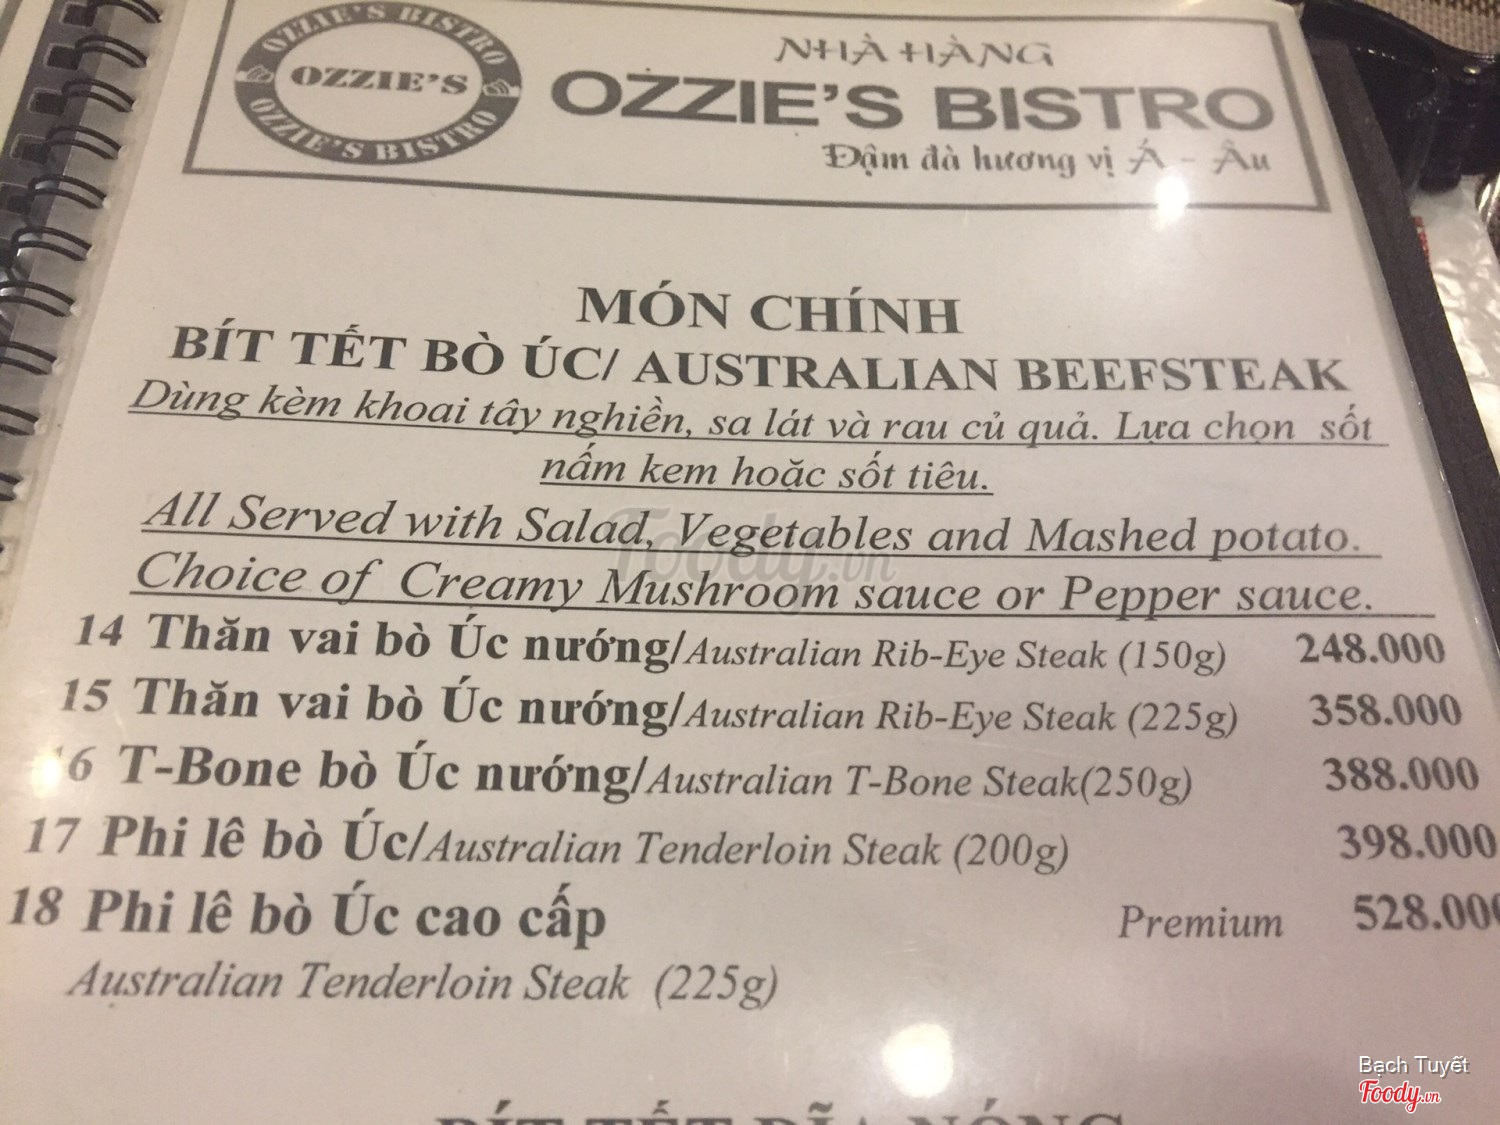 OZZIE'S BISTRO
OZZIE'S
OZZIE'S BISTRO
NHÀ HÀNG
OZZIE'S BISTRO
Đậm đà hương vị Á - Âu
MÓN CHÍNH
BÍT TẾT BÒ ÚC/ AUSTRALIAN BEEFSTEAK
Dùng kèm khoai tây nghiền, sa lát và rau củ quả. Lựa chọn sốt
nấm kem hoặc sốt tiêu.
All Served with Salad, Vegetables and Mashed potato.
Choice of Creamy Mushroom sauce or Pepper sauce.
14 Thăn vai bò Úc nướng/Australian Rib-Eye Steak (150g) 248.000
15 Thăn vai bò Úc nướng/Australian Rib-Eye Steak (225g) 358.000
16 T-Bone bò Úc nướng/Australian T-Bone Steak(250g) 388.000
17 Phi lê bò Úc/Australian Tenderloin Steak (200g) 398.000
18 Phi lê bò Úc cao cấp Premium 528.000
Australian Tenderloin Steak (225g)
Foody.vn
Bạch Tuyết
Foody.vn